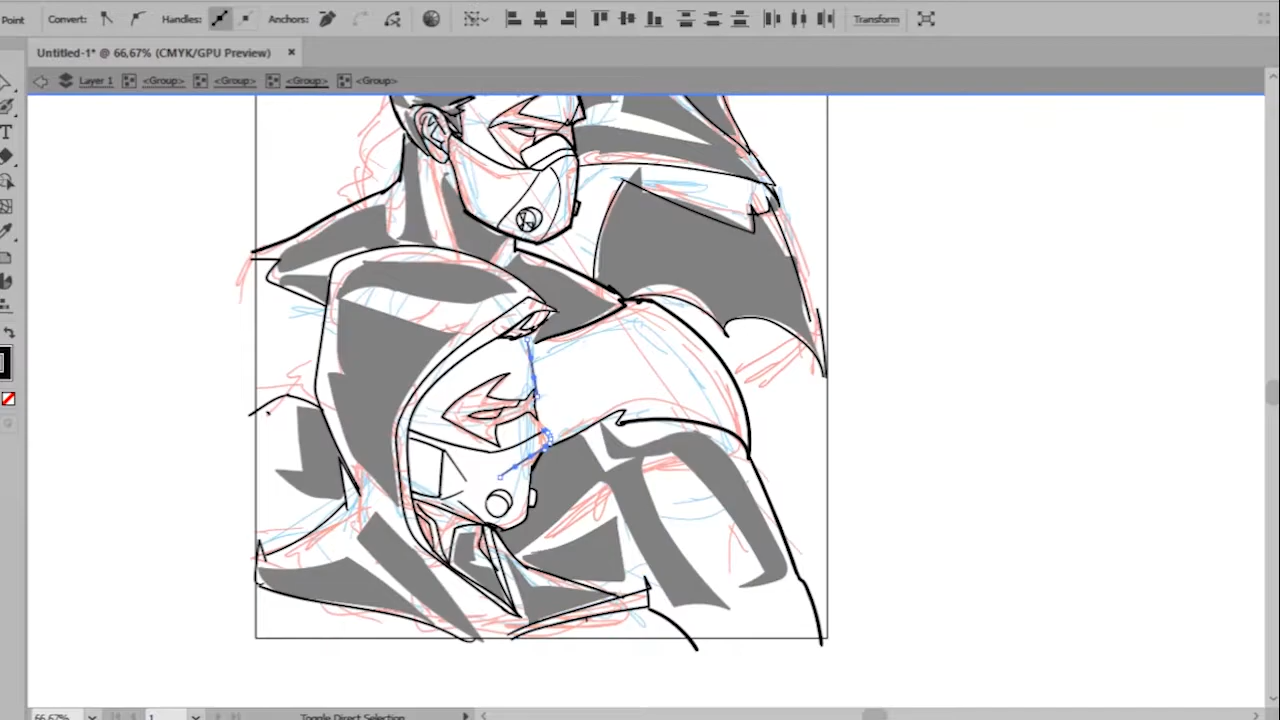 Point Convert: Handles: Anchors: Transform
Untitled-1* @ 66,67% (CMYK/GPU Preview)
Layer 1 <Group> <Group> <Group> <Group>
66,67% 1 Toggle Direct Selection